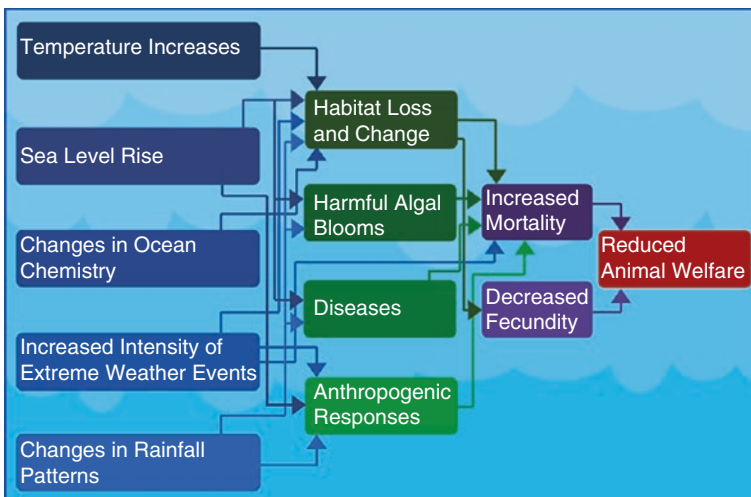 Temperature Increases
Sea Level Rise
Changes in Ocean
Chemistry
Increased Intensity of
Extreme Weather Events
Changes in Rainfall
Patterns
Habitat Loss
and Change
Harmful Algal
Blooms
Diseases
Anthropogenic
Responses
Increased
Mortality
Decreased
Fecundity
Reduced
Animal Welfare